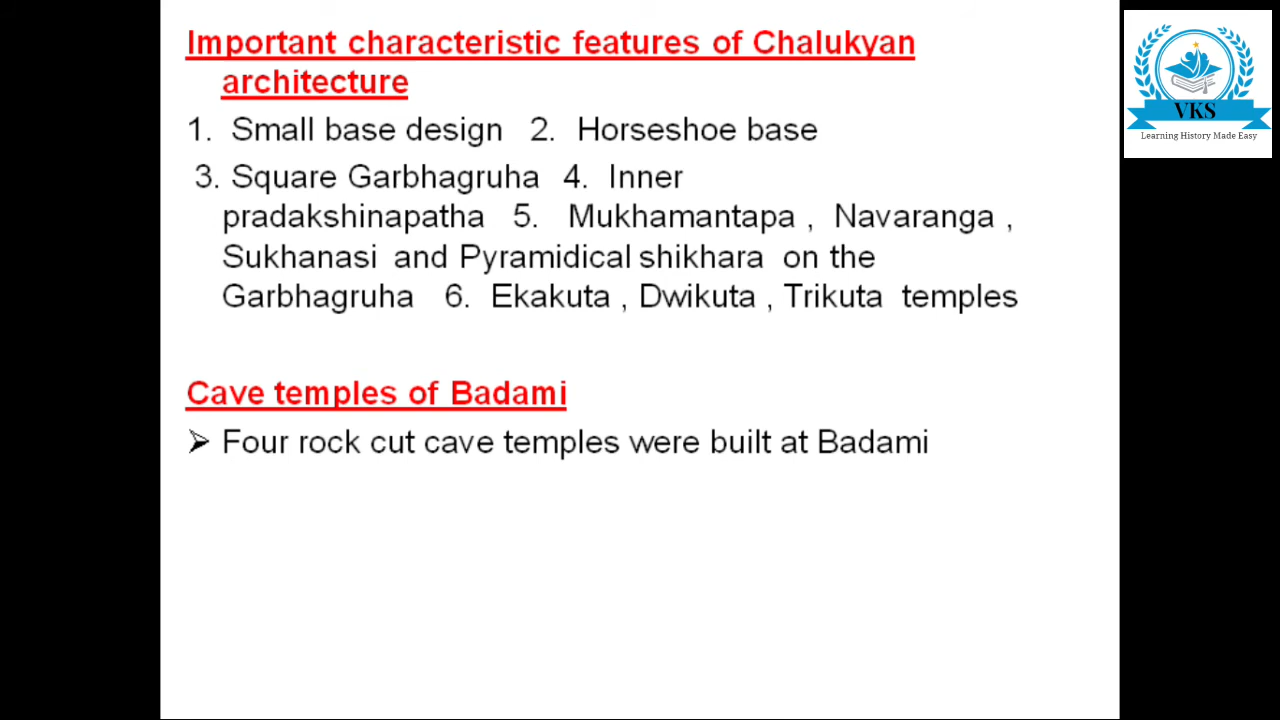 Important characteristic features of Chalukyan
architecture
1. Small base design 2. Horseshoe base
3. Square Garbhagruha 4. Inner
pradakshinapatha 5. Mukhamantapa , Navaranga ,
Sukhanasi and Pyramidical shikhara on the
Garbhagruha 6. Ekakuta , Dwikuta , Trikuta temples
Cave temples of Badami
➢ Four rock cut cave temples were built at Badami
VKS
Learning History Made Easy